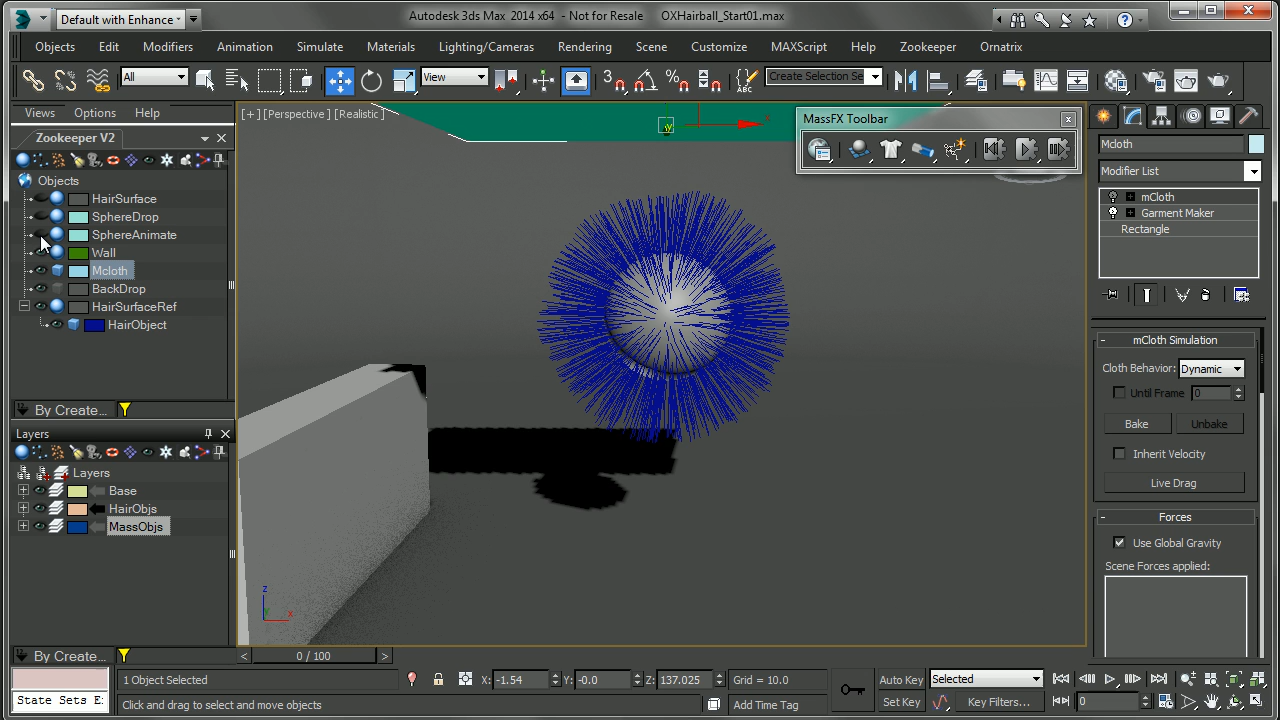 Default with Enhance
Autodesk 3ds Max 2014 x64 - Not for Resale OXHairball_Start01.max
Objects Edit Modifiers Animation Simulate Materials Lighting/Cameras Rendering Scene Customize MAXScript Help Zookeeper Ornatrix
All View 3 % ABC Create Selection Se
Views Options Help
Zookeeper V2
Objects
HairSurface
SphereDrop
SphereAnimate
Wall
Mcloth
BackDrop
HairSurfaceRef
HairObject
By Create...
Layers
Layers
Base
HairObjs
MassObjs
By Create...
[+] [Perspective] [Realistic]
MassFX Toolbar
z
y
x
< 0 / 100 >
Mcloth
Modifier List
mCloth
Garment Maker
Rectangle
- mCloth Simulation
Cloth Behavior: Dynamic
Until Frame 0
Bake Unbake
Inherit Velocity
Live Drag
- Forces
Use Global Gravity
Scene Forces applied:
State Sets E:
1 Object Selected
X: -1.54 Y: -0.0 Z: 137.025 Grid = 10.0
Click and drag to select and move objects
Add Time Tag
Auto Key Selected
Set Key Key Filters... 0